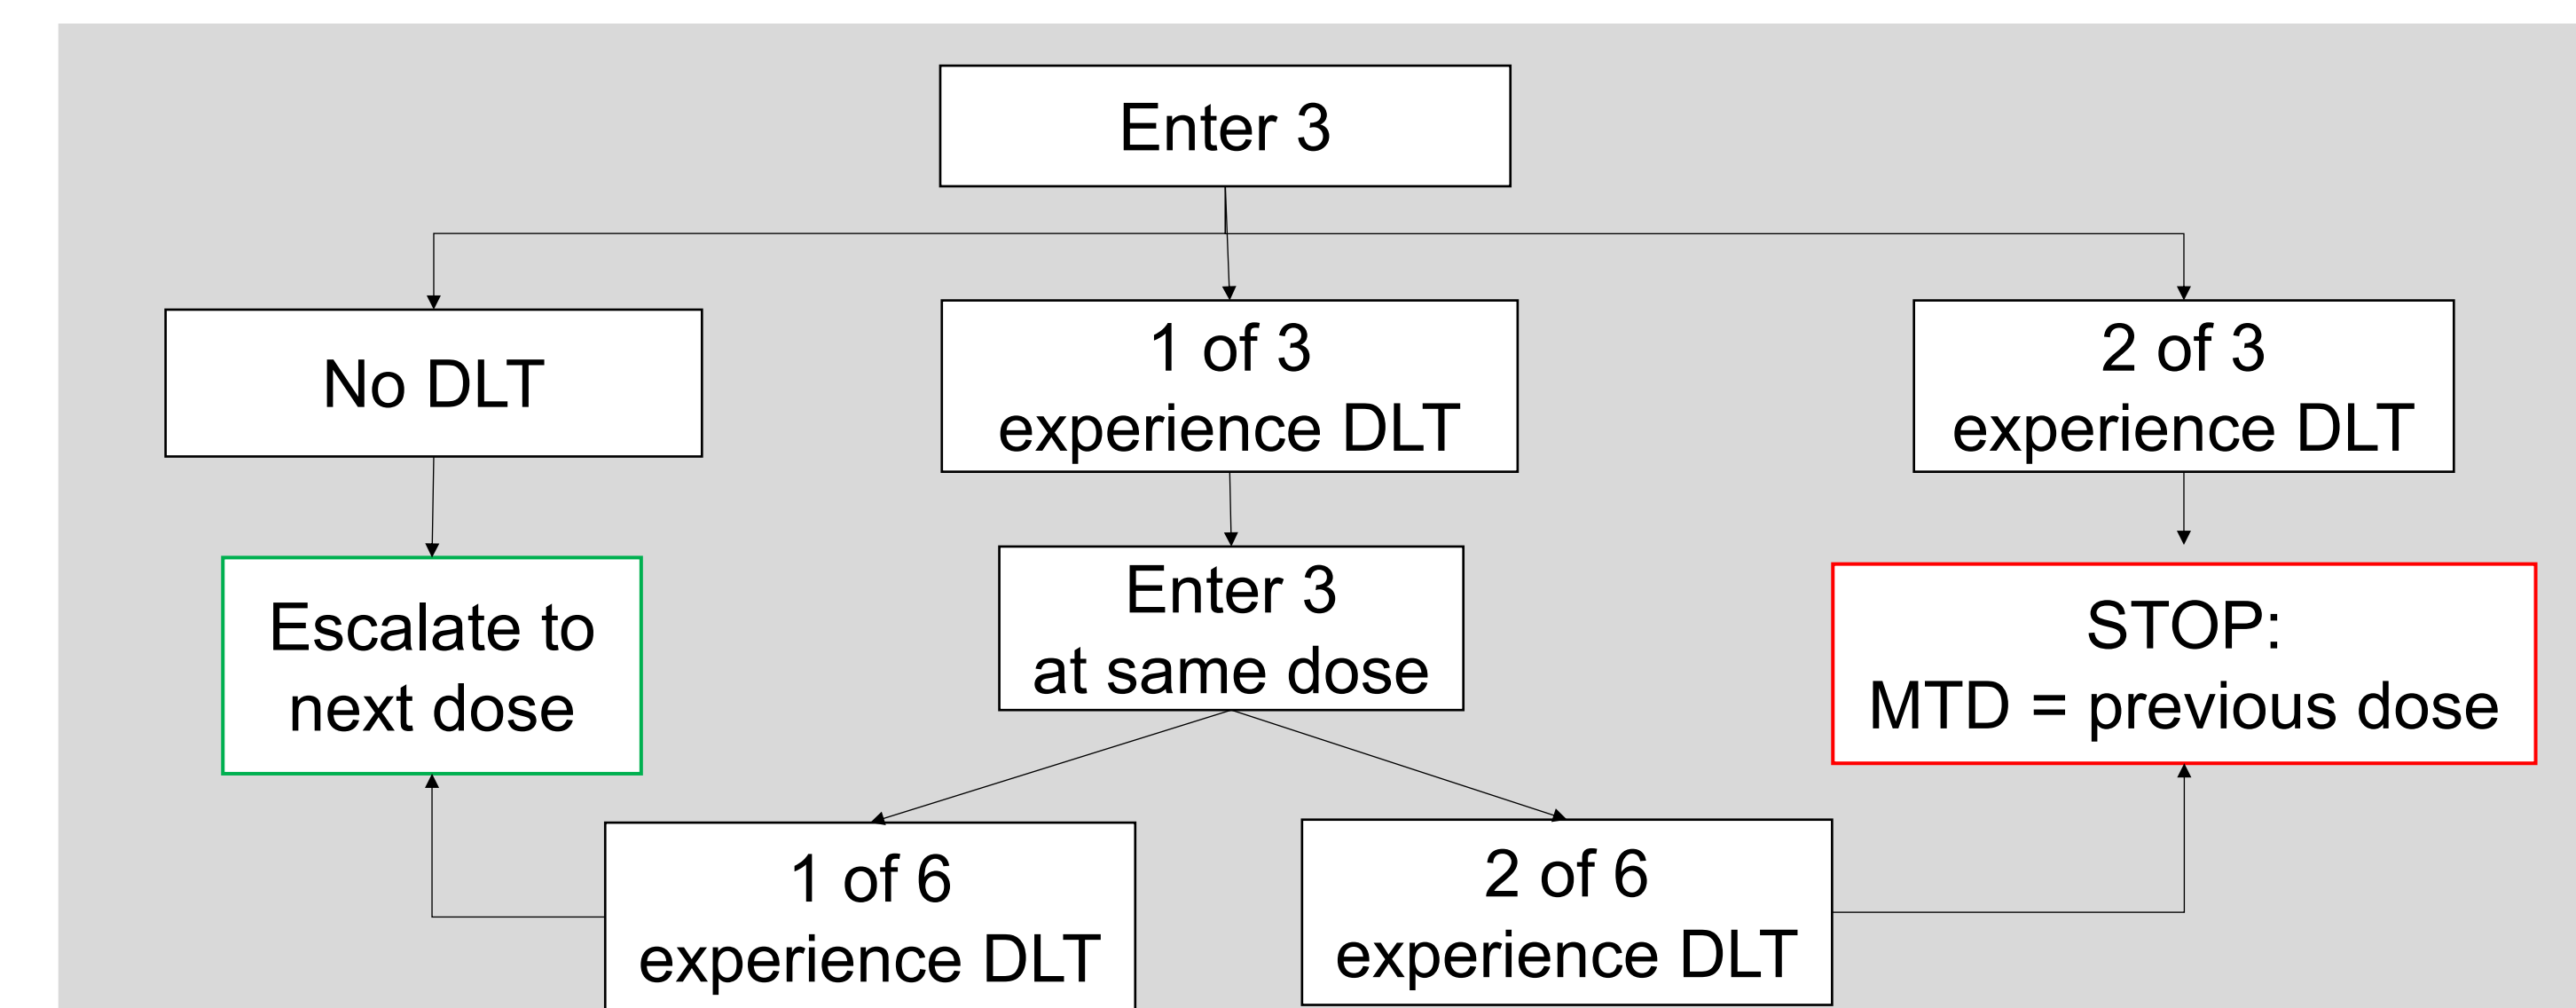 Enter 3
No DLT
1 of 3
experience DLT
2 of 3
experience DLT
Escalate to
next dose
Enter 3
at same dose
STOP:
MTD = previous dose
1 of 6
experience DLT
2 of 6
experience DLT